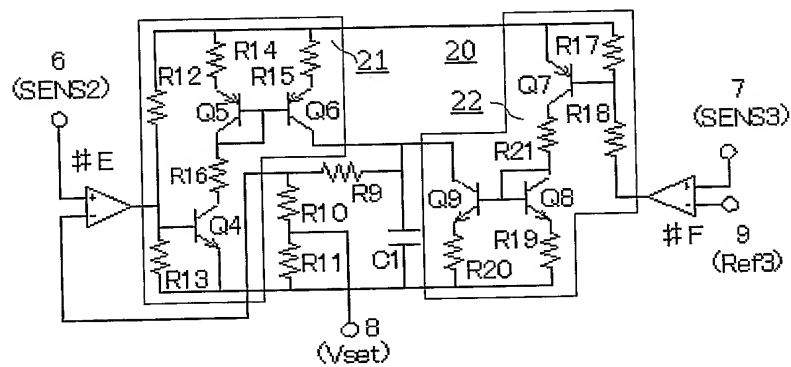 R14
21
20
R17
6
(SENS2)
R12
R15
Q7
7
(SENS3)
Q5
Q6
22
R18
#E
R16
R21
+
-
R9
Q9
Q8
+
-
Q4
R10
#F
9
(Ref3)
R13
R11
C1
R20
R19
8
(Vset)